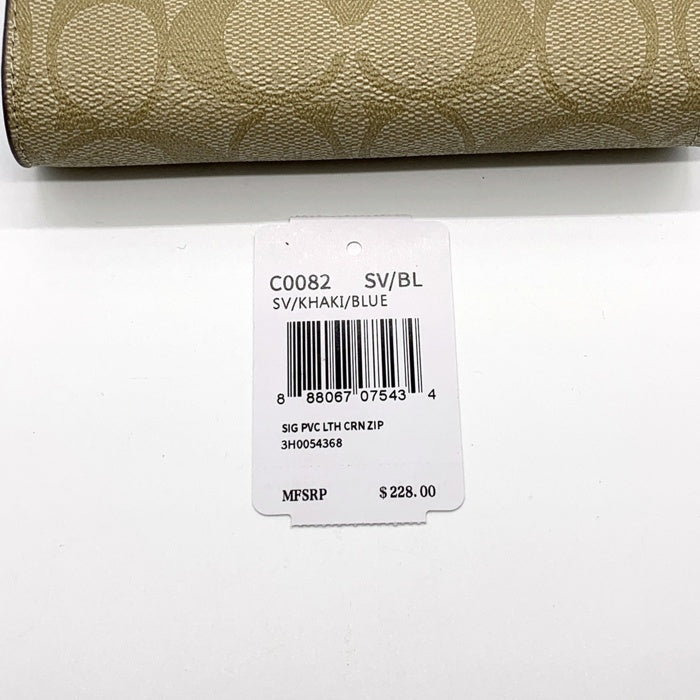 C0082 SV/BL
SV/KHAKI/BLUE
8 88067 07543 4
SIG PVC LTH CRN ZIP
3H0054368
MFSRP $228.00